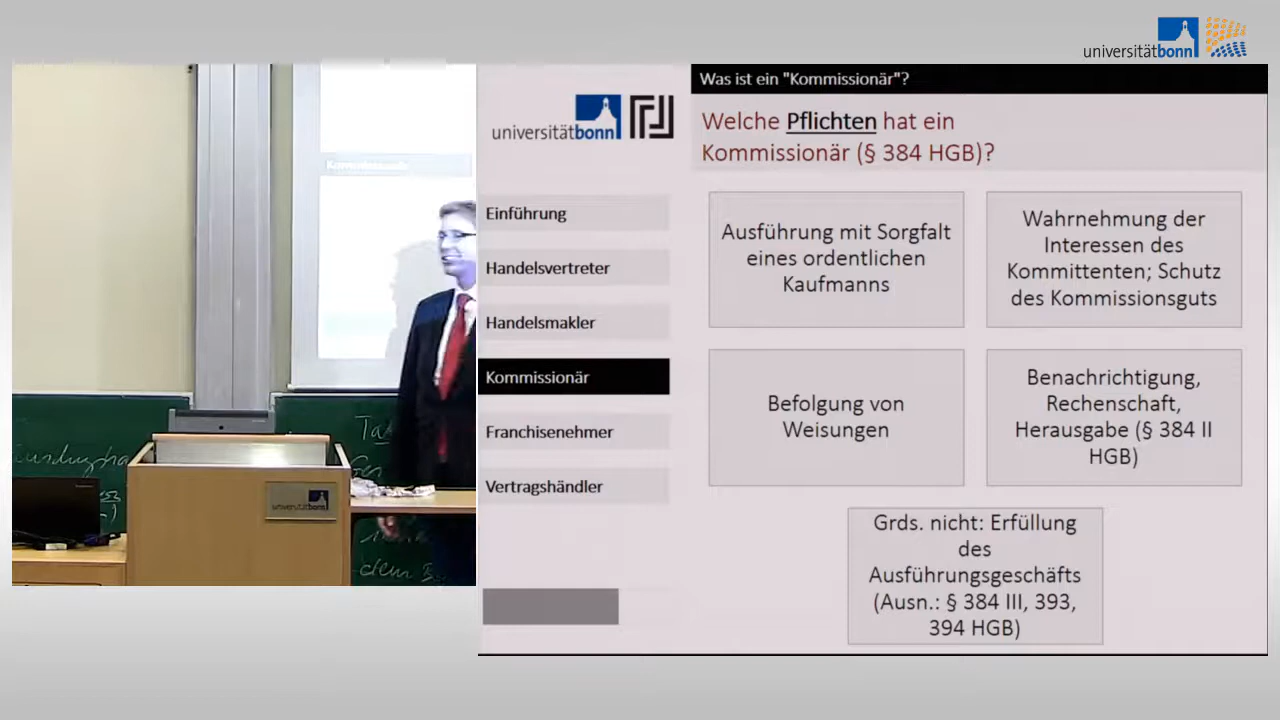 universitätbonn
Was ist ein "Kommissionär"?
universitätbonn
Welche Pflichten hat ein
Kommissionär (§ 384 HGB)?
Einführung
Handelsvertreter
Handelsmakler
Kommissionär
Franchisenehmer
Vertragshändler
Ausführung mit Sorgfalt
eines ordentlichen
Kaufmanns
Wahrnehmung der
Interessen des
Kommittenten; Schutz
des Kommissionsguts
Befolgung von
Weisungen
Benachrichtigung,
Rechenschaft,
Herausgabe (§ 384 II
HGB)
Grds. nicht: Erfüllung
des
Ausführungsgeschäfts
(Ausn.: § 384 III, 393,
394 HGB)
universitätbonn